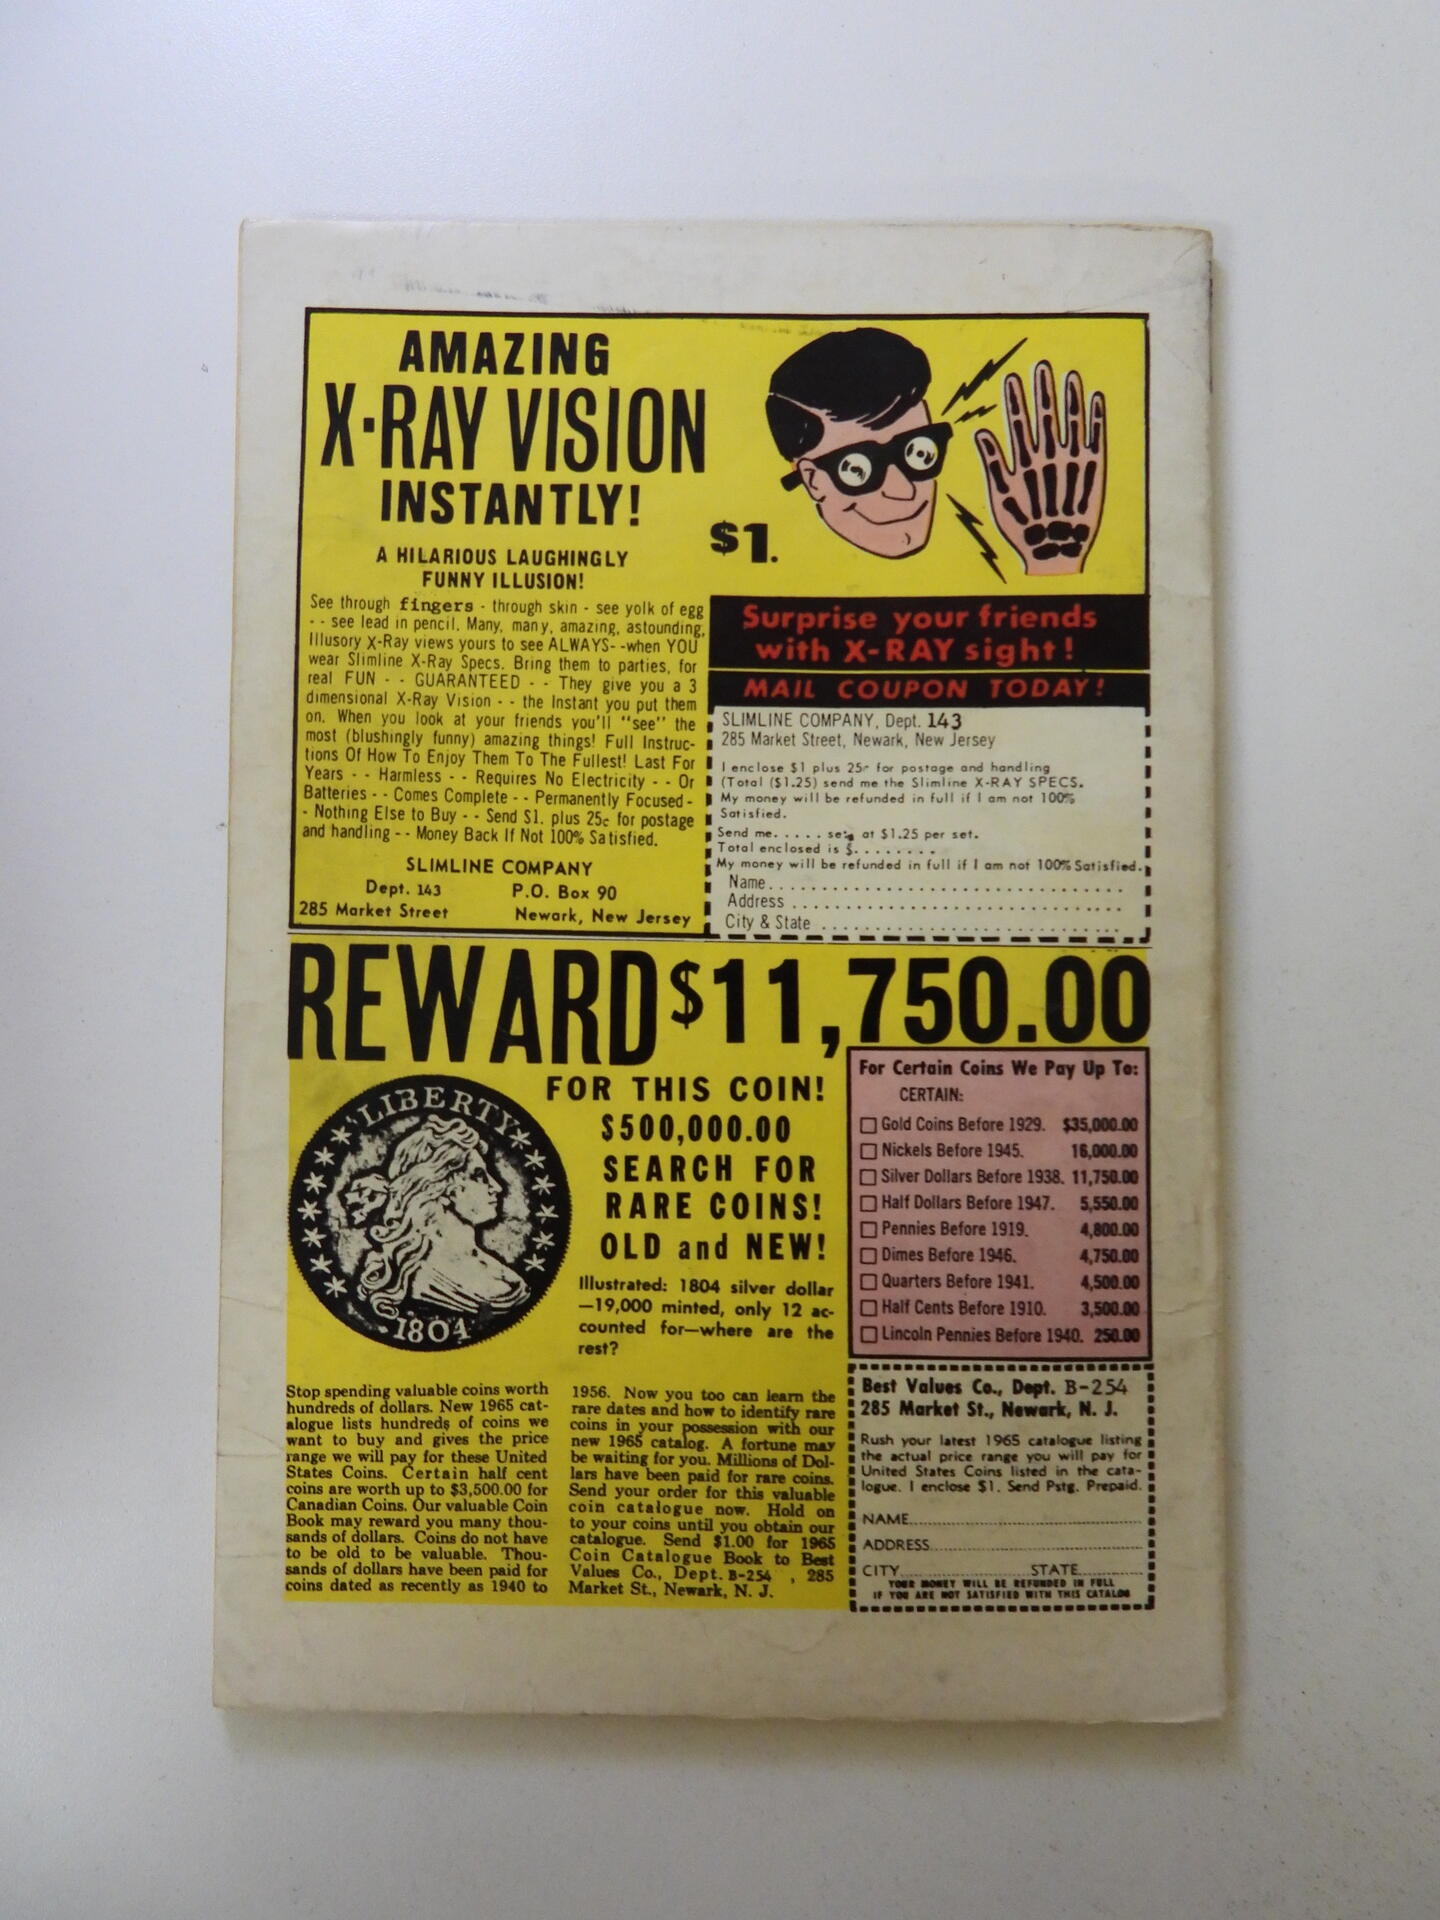 AMAZING
X-RAY VISION
INSTANTLY!
A HILARIOUS LAUGHINGLY
FUNNY ILLUSION!
See through fingers - through skin - see yolk of egg
- - see lead in pencil. Many, many, amazing, astounding,
Illusory X-Ray views yours to see ALWAYS- -when YOU
wear Slimline X-Ray Specs. Bring them to parties, for
real FUN - - GUARANTEED - - They give you a 3
dimensional X-Ray Vision - - the Instant you put them
on. When you look at your friends you'll "see" the
most (blushingly funny) amazing things! Full Instruc-
tions Of How To Enjoy Them To The Fullest! Last For
Years - - Harmless - - Requires No Electricity - - Or
Batteries - - Comes Complete - - Permanently Focused -
- Nothing Else to Buy - - Send $1. plus 25c for postage
and handling - - Money Back If Not 100% Satisfied.
SLIMLINE COMPANY
Dept. 143 P.O. Box 90
285 Market Street Newark, New Jersey
$1.
Surprise your friends
with X-RAY sight!
MAIL COUPON TODAY!
SLIMLINE COMPANY, Dept. 143
285 Market Street, Newark, New Jersey
I enclose $1 plus 25c for postage and handling
(Total ($1.25) send me the Slimline X-RAY SPECS.
My money will be refunded in full if I am not 100%
Satisfied.
Send me..... sets at $1.25 per set.
Total enclosed is $........
My money will be refunded in full if I am not 100% Satisfied.
Name
Address
City & State
REWARD $11,750.00
FOR THIS COIN!
$500,000.00
SEARCH FOR
RARE COINS!
OLD and NEW!
LIBERTY
1804
Illustrated: 1804 silver dollar
—19,000 minted, only 12 ac-
counted for—where are the
rest?
Stop spending valuable coins worth
hundreds of dollars. New 1965 cat-
alogue lists hundreds of coins we
want to buy and gives the price
range we will pay for these United
States Coins. Certain half cent
coins are worth up to $3,500.00 for
Canadian Coins. Our valuable Coin
Book may reward you many thou-
sands of dollars. Coins do not have
to be old to be valuable. Thou-
sands of dollars have been paid for
coins dated as recently as 1940 to
1956. Now you too can learn the
rare dates and how to identify rare
coins in your possession with our
new 1965 catalog. A fortune may
be waiting for you. Millions of Dol-
lars have been paid for rare coins.
Send your order for this valuable
coin catalogue now. Hold on
to your coins until you obtain our
catalogue. Send $1.00 for 1965
Coin Catalogue Book to Best
Values Co., Dept. B-254 , 285
Market St., Newark, N. J.
For Certain Coins We Pay Up To:
CERTAIN:
Gold Coins Before 1929. $35,000.00
Nickels Before 1945. 16,000.00
Silver Dollars Before 1938. 11,750.00
Half Dollars Before 1947. 5,550.00
Pennies Before 1919. 4,800.00
Dimes Before 1946. 4,750.00
Quarters Before 1941. 4,500.00
Half Cents Before 1910. 3,500.00
Lincoln Pennies Before 1940. 250.00
Best Values Co., Dept. B-254
285 Market St., Newark, N. J.
Rush your latest 1965 catalogue listing
the actual price range you will pay for
United States Coins listed in the cata-
logue. I enclose $1. Send Pstg. Prepaid.
NAME
ADDRESS
CITY STATE
YOUR MONEY WILL BE REFUNDED IN FULL
IF YOU ARE NOT SATISFIED WITH THIS CATALOG